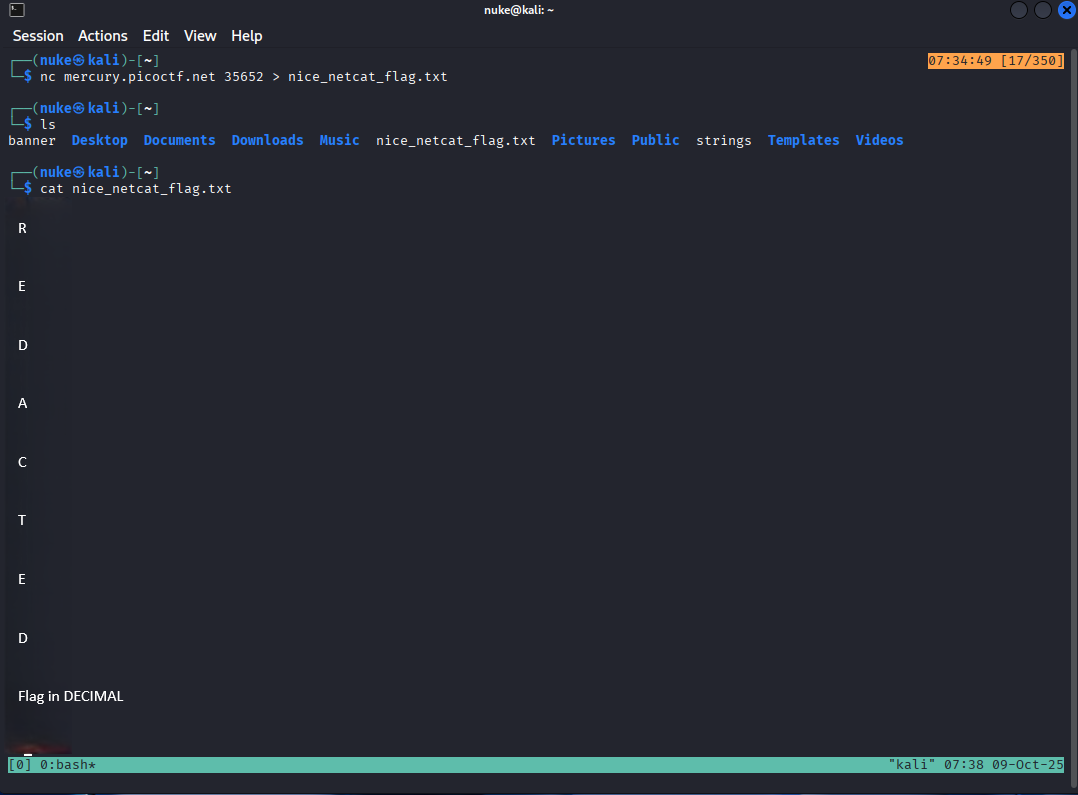 nuke@kali: ~
Session Actions Edit View Help
┌──(nuke㉿kali)-[~] 07:34:49 [17/350]
└─$ nc mercury.picoctf.net 35652 > nice_netcat_flag.txt
┌──(nuke㉿kali)-[~]
└─$ ls
banner Desktop Documents Downloads Music nice_netcat_flag.txt Pictures Public strings Templates Videos
┌──(nuke㉿kali)-[~]
└─$ cat nice_netcat_flag.txt
R
E
D
A
C
T
E
D
Flag in DECIMAL
[0] 0:bash* "kali" 07:38 09-Oct-25